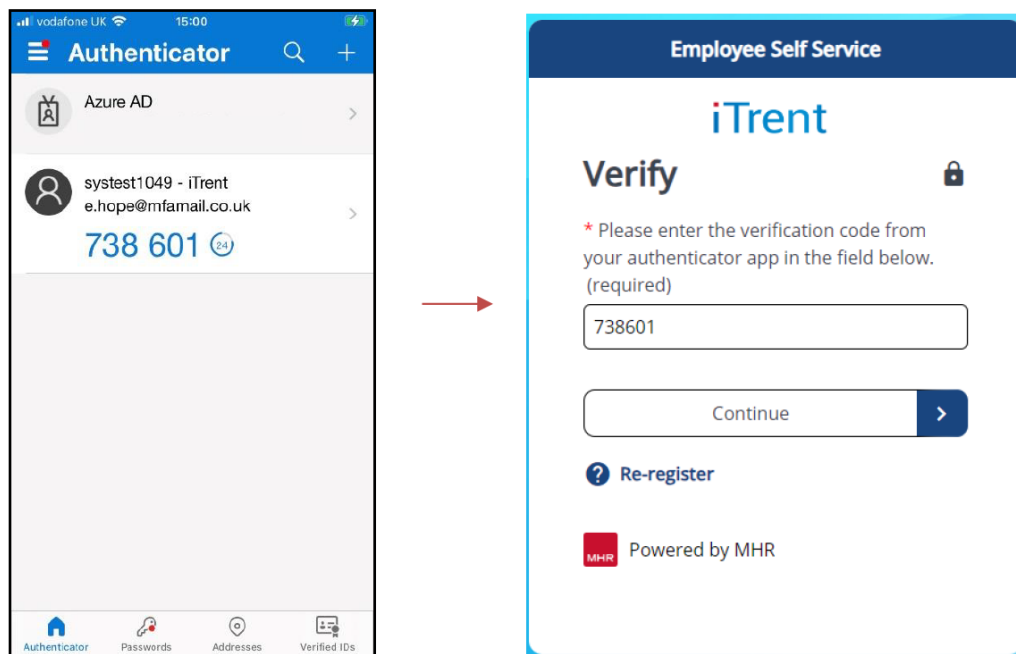 vodafone UK 15:00
Authenticator
Azure AD
systest1049 - iTrent
e.hope@mfamail.co.uk
738 601 24
Authenticator Passwords Addresses Verified IDs
Employee Self Service
iTrent
Verify
* Please enter the verification code from
your authenticator app in the field below.
(required)
738601
Continue
? Re-register
MHR Powered by MHR